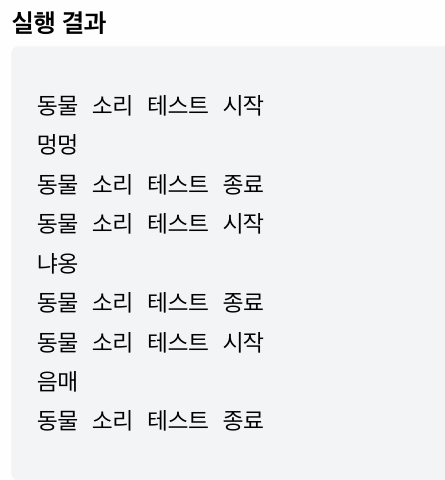 실행 결과
동물 소리 테스트 시작
멍멍
동물 소리 테스트 종료
동물 소리 테스트 시작
냐옹
동물 소리 테스트 종료
동물 소리 테스트 시작
음매
동물 소리 테스트 종료